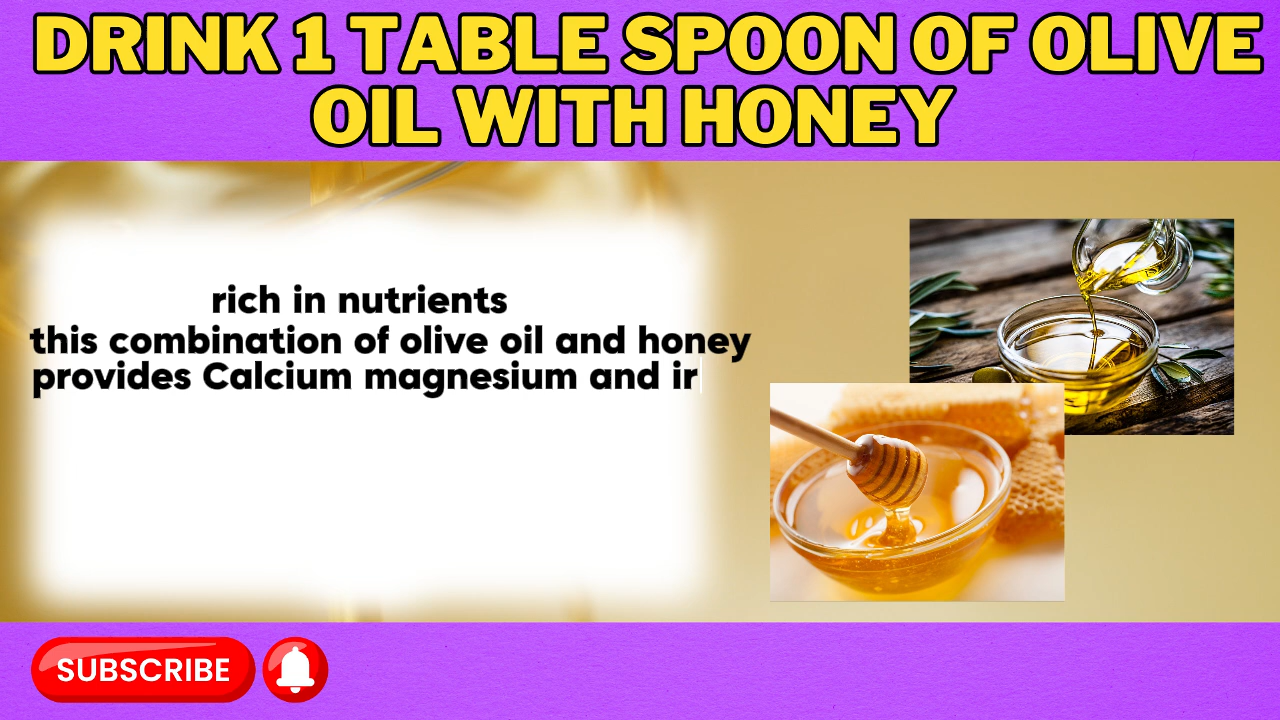 DRINK 1 TABLE SPOON OF OLIVE
OIL WITH HONEY
rich in nutrients
this combination of olive oil and honey
provides Calcium magnesium and ir
SUBSCRIBE